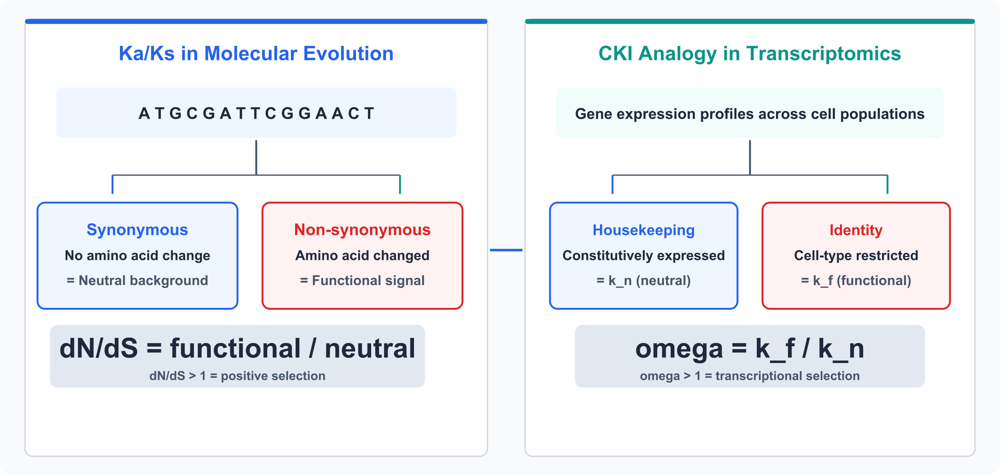 KaKs in Molecular Evolution
A T G C G A T T C G G A A C T
Synonymous
No amino acid change
= Neutral background
Non-synonymous
Amino acid changed
= Functional signal
dN/dS = functional / neutral
dN/dS > 1 = positive selection
CKI Analogy in Transcriptomics
Gene expression profiles across cell populations
Housekeeping
Constitutively expressed
= k_n (neutral)
Identity
Cell-type restricted
= k_f (functional)
omega = k_f / k_n
omega > 1 = transcriptional selection